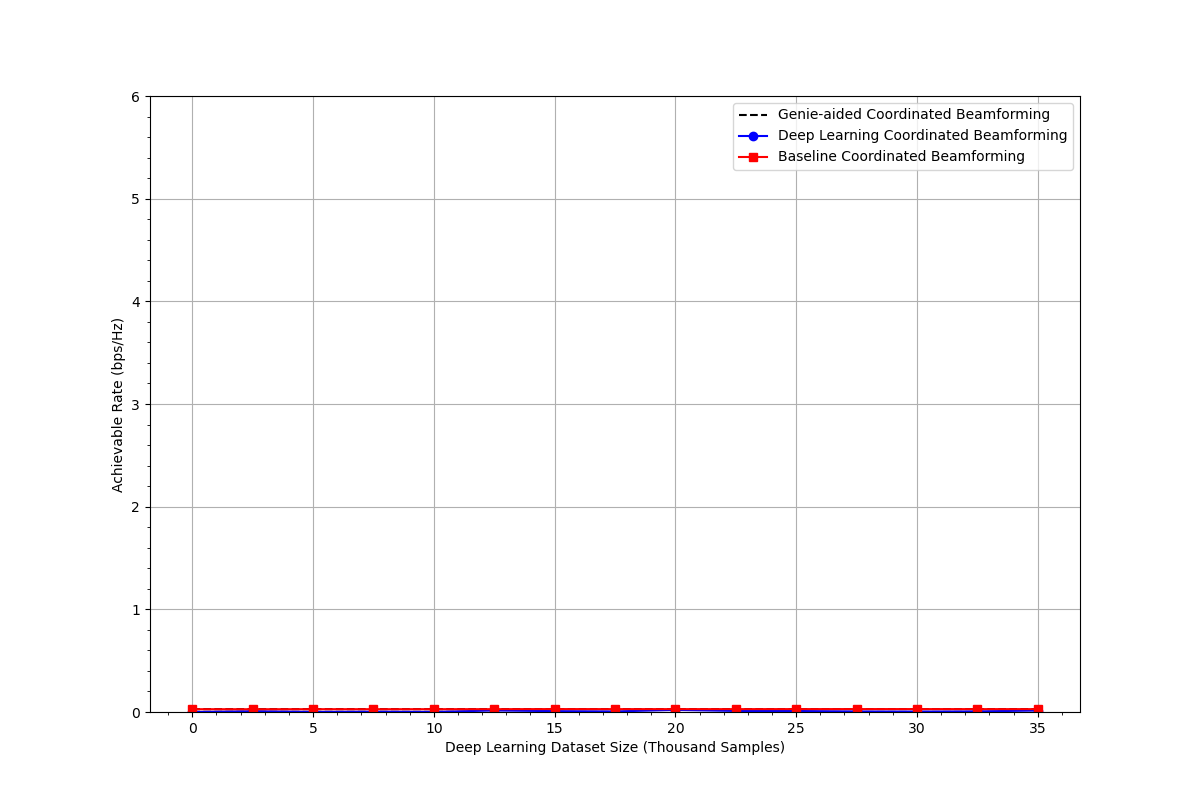 Genie-aided Coordinated Beamforming
Deep Learning Coordinated Beamforming
Baseline Coordinated Beamforming
6
5
4
3
2
1
0
Achievable Rate (bps/Hz)
0 5 10 15 20 25 30 35
Deep Learning Dataset Size (Thousand Samples)